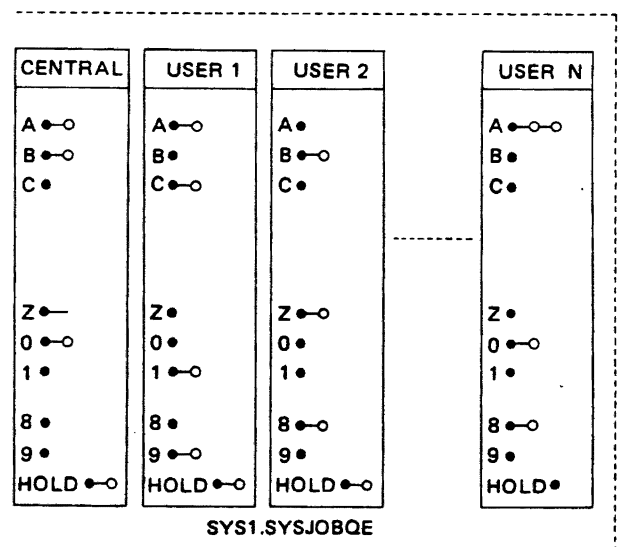 CENTRAL USER 1 USER 2 USER N
A A A A
B B B B
C C C C
Z Z Z Z
0 0 0 0
1 1 1 1
8 8 8 8
9 9 9 9
HOLD HOLD HOLD HOLD
SYS1.SYSJOBQE